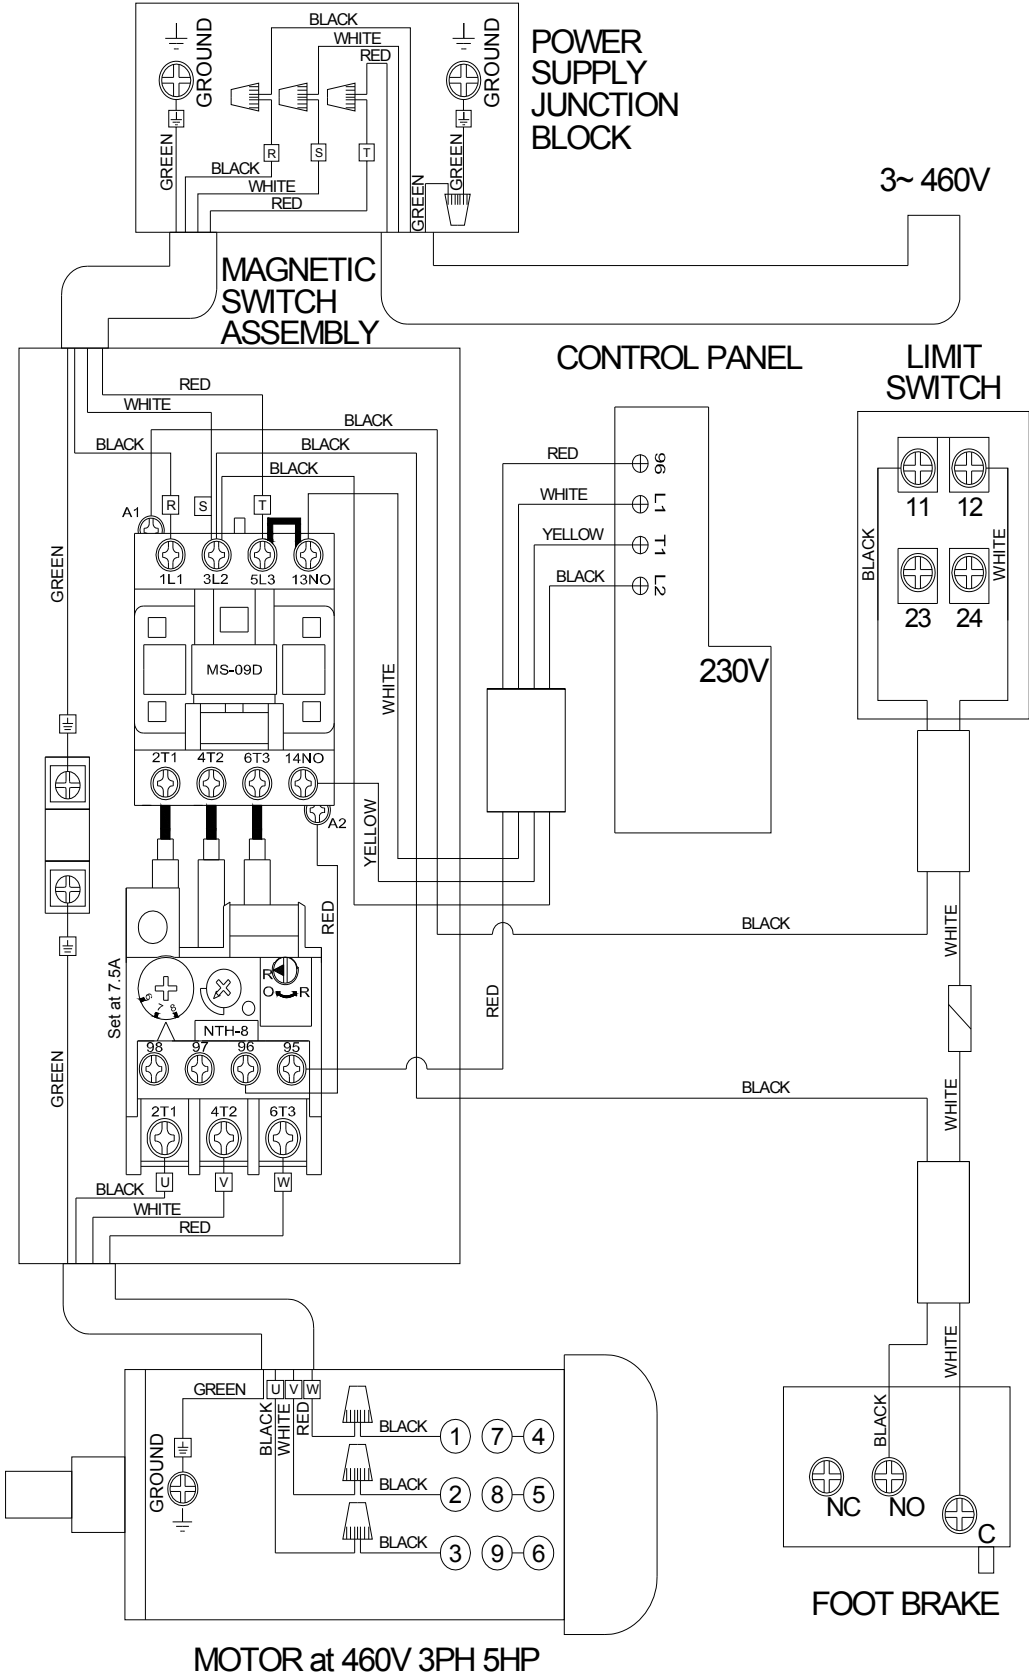 BLACK
WHITE
RED
GROUND
GROUND
POWER
SUPPLY
JUNCTION
BLOCK
GREEN
R
S
T
BLACK
WHITE
RED
GREEN
GREEN
3~ 460V
MAGNETIC
SWITCH
ASSEMBLY
CONTROL PANEL
LIMIT
SWITCH
RED
WHITE
BLACK
BLACK
BLACK
BLACK
R
S
T
A1
1L1
3L2
5L3
13NO
GREEN
MS-09D
2T1
4T2
6T3
14NO
A2
WHITE
YELLOW
RED
RED
WHITE
YELLOW
BLACK
96
L1
T1
L2
230V
11
12
BLACK
WHITE
23
24
BLACK
WHITE
RED
Set at 7.5A
6
7
8
R
O
R
NTH-8
98
97
96
95
2T1
4T2
6T3
U
V
W
GREEN
BLACK
WHITE
RED
BLACK
WHITE
WHITE
BLACK
NC
NO
C
FOOT BRAKE
GREEN
U
V
W
BLACK
WHITE
RED
GROUND
BLACK
1
7
4
BLACK
2
8
5
BLACK
3
9
6
MOTOR at 460V 3PH 5HP